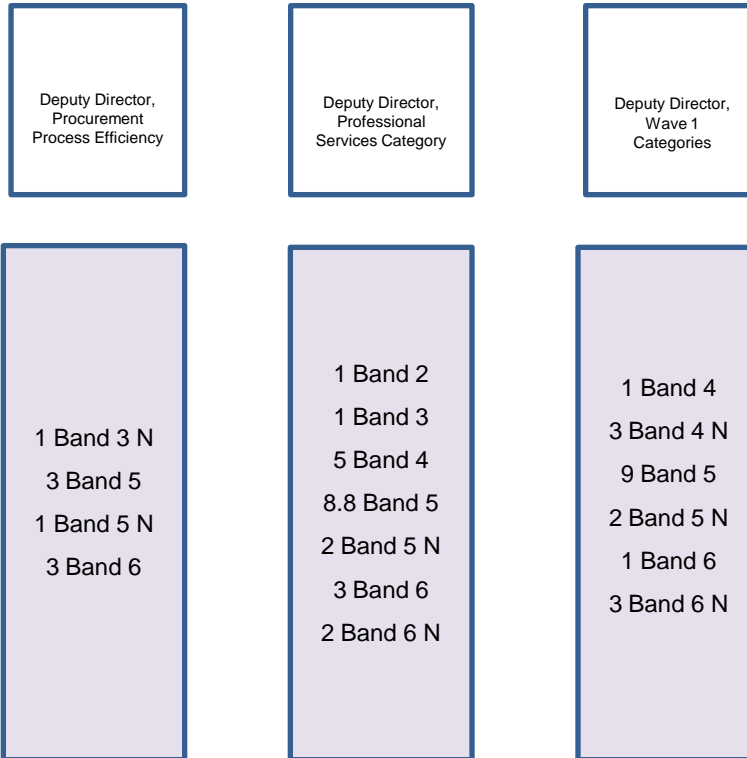 Deputy Director,
Procurement
Process Efficiency
Deputy Director,
Professional
Services Category
Deputy Director,
Wave 1
Categories
1 Band 3 N
3 Band 5
1 Band 5 N
3 Band 6
1 Band 2
1 Band 3
5 Band 4
8.8 Band 5
2 Band 5 N
3 Band 6
2 Band 6 N
1 Band 4
3 Band 4 N
9 Band 5
2 Band 5 N
1 Band 6
3 Band 6 N